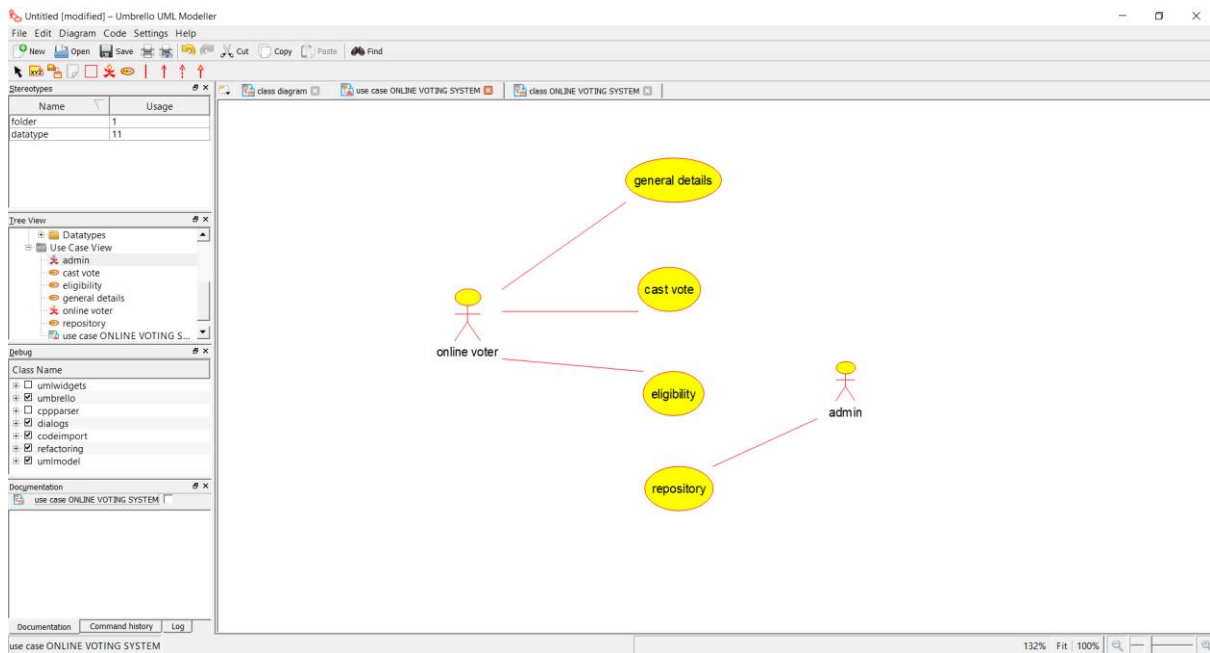 Untitled [modified] – Umbrello UML Modeller
File Edit Diagram Code Settings Help
New Open Save Cut Copy Paste Find
XYZ
Stereotypes
class diagram use case ONLINE VOTING SYSTEM class ONLINE VOTING SYSTEM
Name Usage
folder 1
datatype 11
Tree View
Datatypes
Use Case View
admin
cast vote
eligibility
general details
online voter
repository
use case ONLINE VOTING S...
Debug
Class Name
umlwidgets
umbrello
cppparser
dialogs
codeimport
refactoring
umlmodel
Documentation
use case ONLINE VOTING SYSTEM
Documentation Command history Log
general details
cast vote
online voter
eligibility
admin
repository
use case ONLINE VOTING SYSTEM
132% Fit 100%